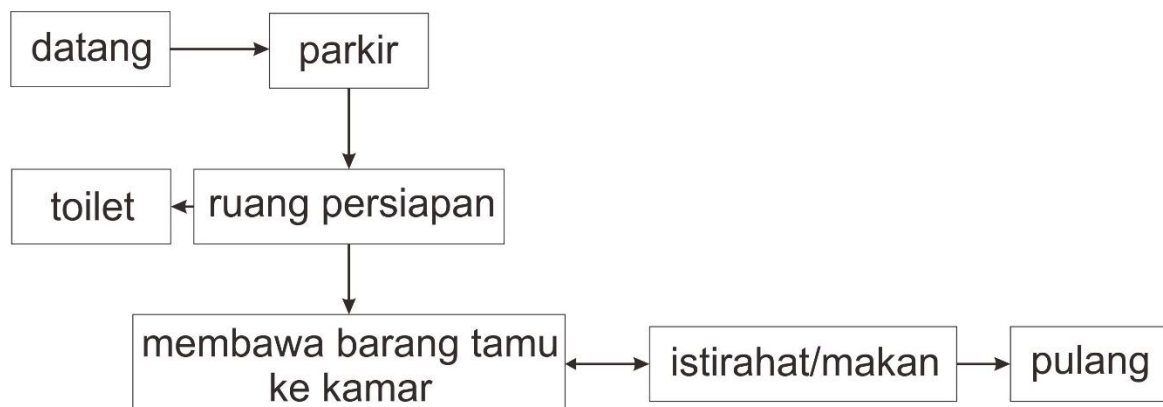 datang
parkir
toilet
ruang persiapan
membawa barang tamu
ke kamar
istirahat/makan
pulang